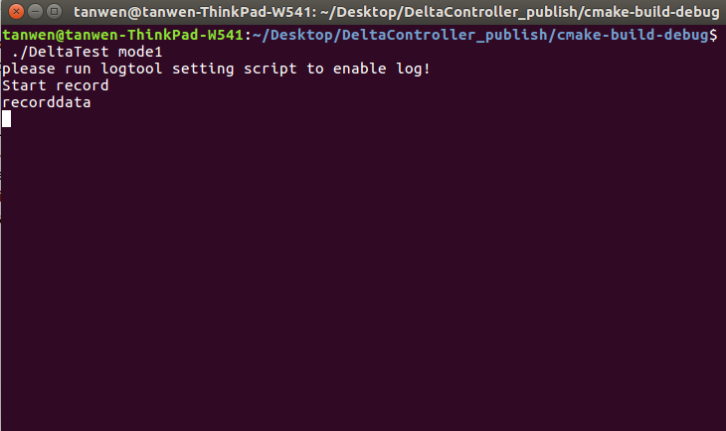 tanwen@tanwen-ThinkPad-W541: ~/Desktop/DeltaController_publish/cmake-build-debug
tanwen@tanwen-ThinkPad-W541:~/Desktop/DeltaController_publish/cmake-build-debug$
./DeltaTest mode1
please run logtool setting script to enable log!
Start record
recorddata